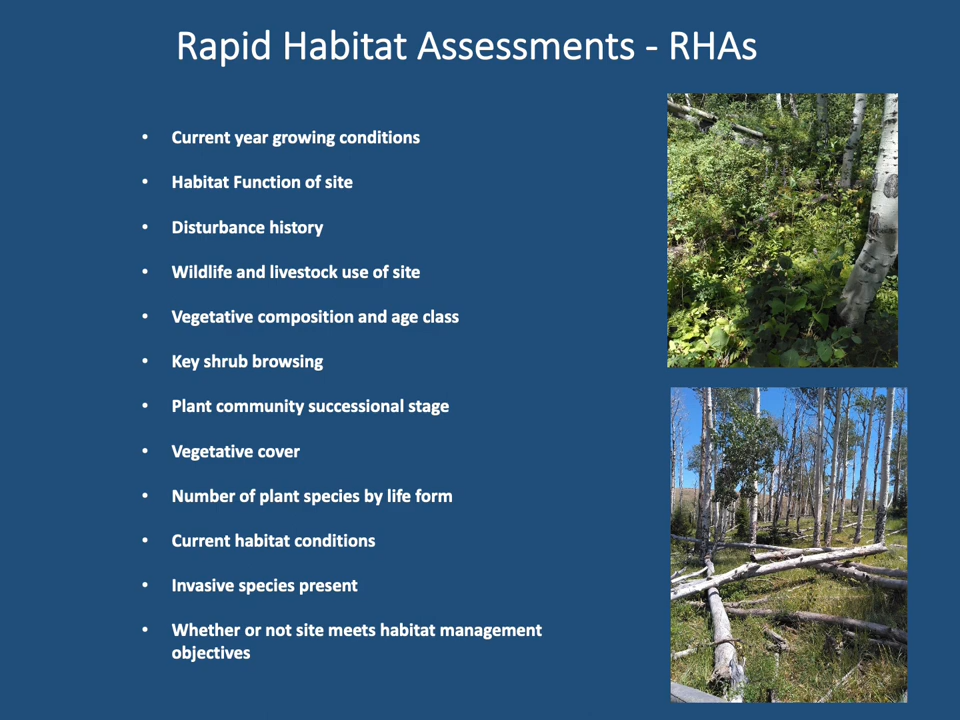 Rapid Habitat Assessments - RHAs
• Current year growing conditions
• Habitat Function of site
• Disturbance history
• Wildlife and livestock use of site
• Vegetative composition and age class
• Key shrub browsing
• Plant community successional stage
• Vegetative cover
• Number of plant species by life form
• Current habitat conditions
• Invasive species present
• Whether or not site meets habitat management
objectives